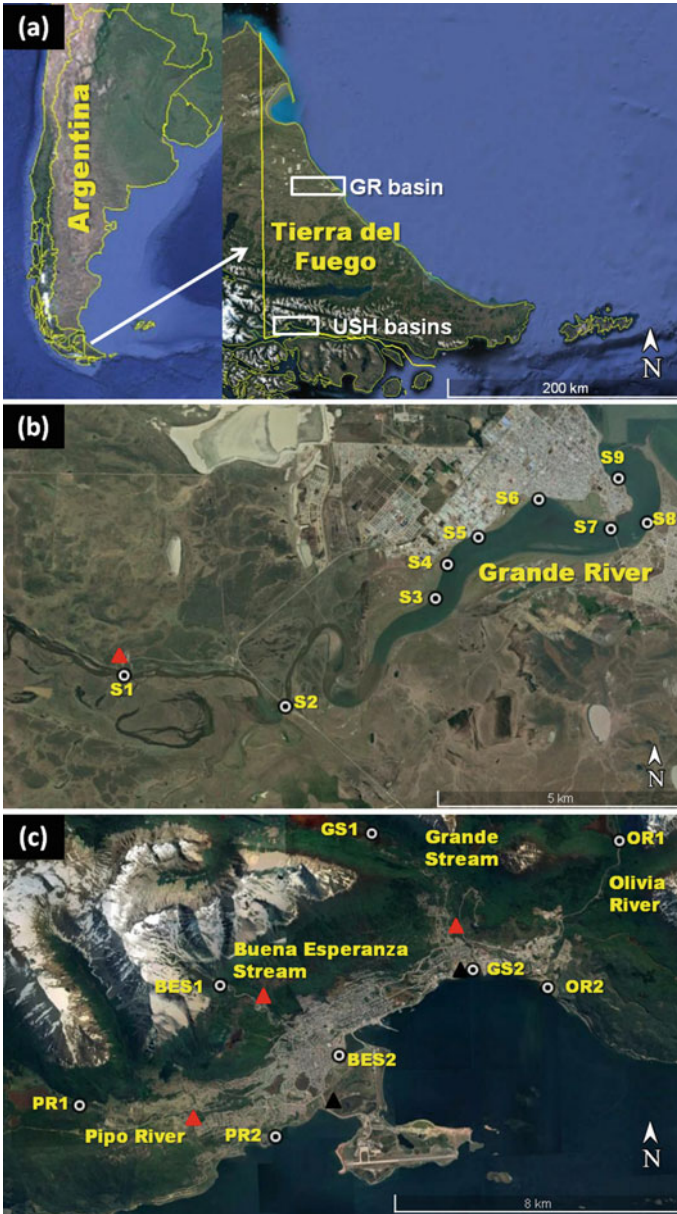 (a)
Argentina
GR basin
Tierra del
Fuego
USH basins
N
200 km
(b)
S9
S6
S8
S7
S5
S4
Grande River
S3
S1
S2
N
5 km
(c)
GS1
Grande
Stream
OR1
Olivia
River
Buena Esperanza
Stream
BES1
GS2
OR2
BES2
PR1
Pipo River
PR2
N
8 km